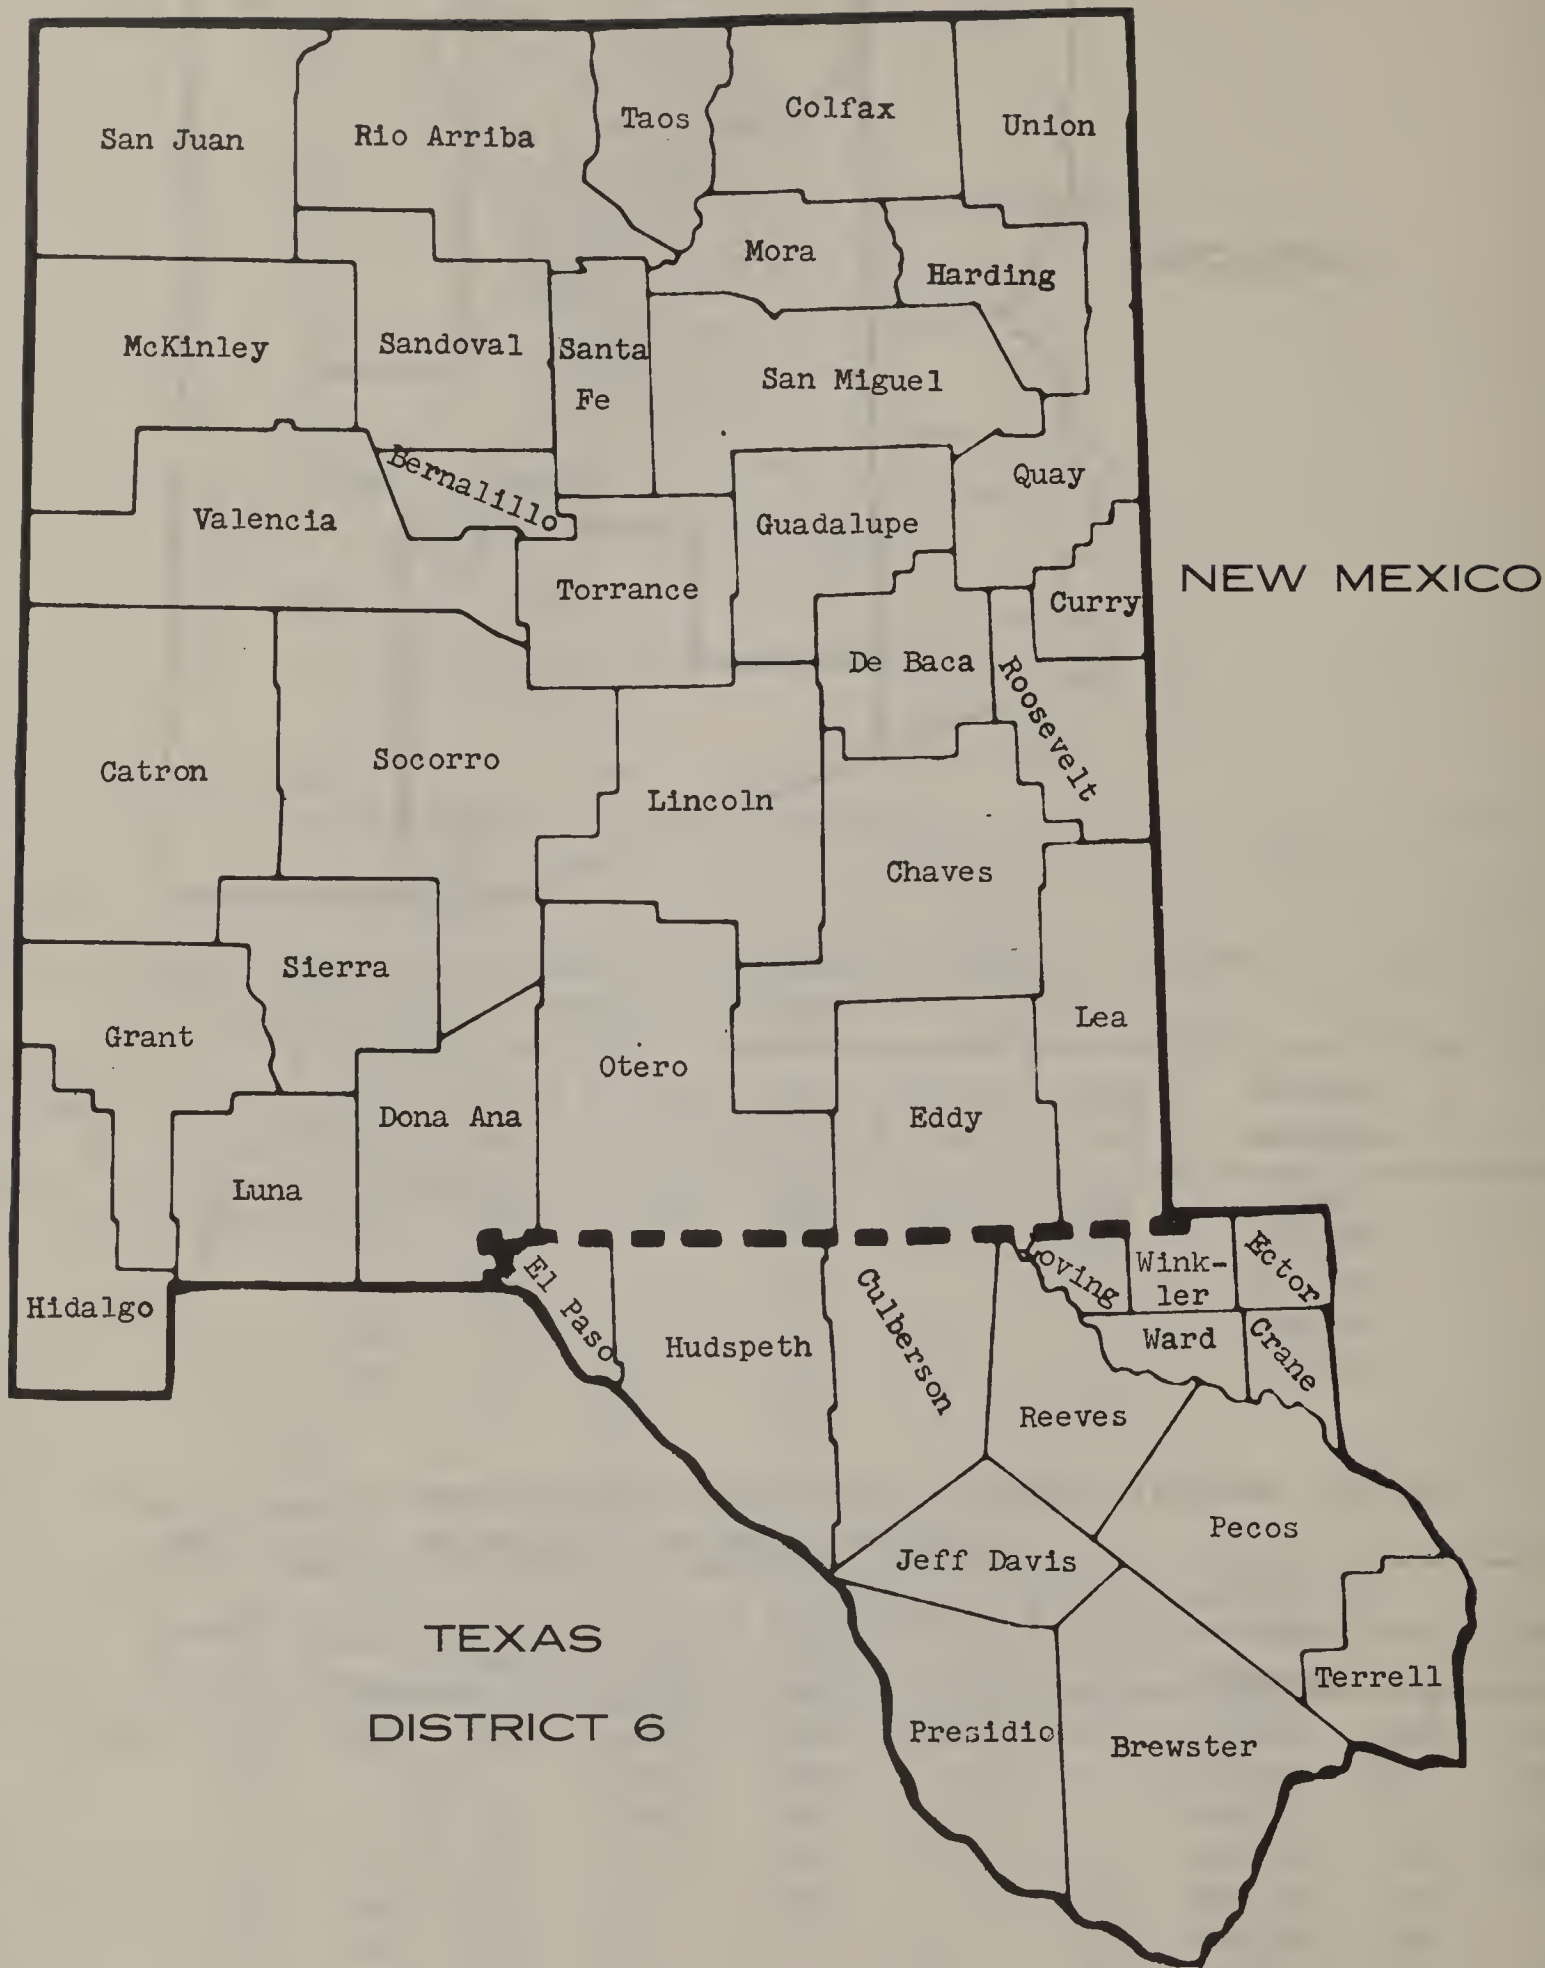 San Juan
Rio Arriba
Taos
Colfax
Union
Mora
Harding
McKinley
Sandoval
Santa
Fe
San Miguel
Bernalillo
Quay
Valencia
Guadalupe
Torrance
NEW MEXICO
Curry
De Baca
Roosevelt
Catron
Socorro
Lincoln
Chaves
Sierra
Grant
Otero
Lea
Dona Ana
Eddy
Luna
Hidalgo
El Paso
Hudspeth
Culberson
oving
Wink-
ler
Ector
Ward
Crane
Reeves
Pecos
Jeff Davis
TEXAS
DISTRICT 6
Terrell
Presidio
Brewster